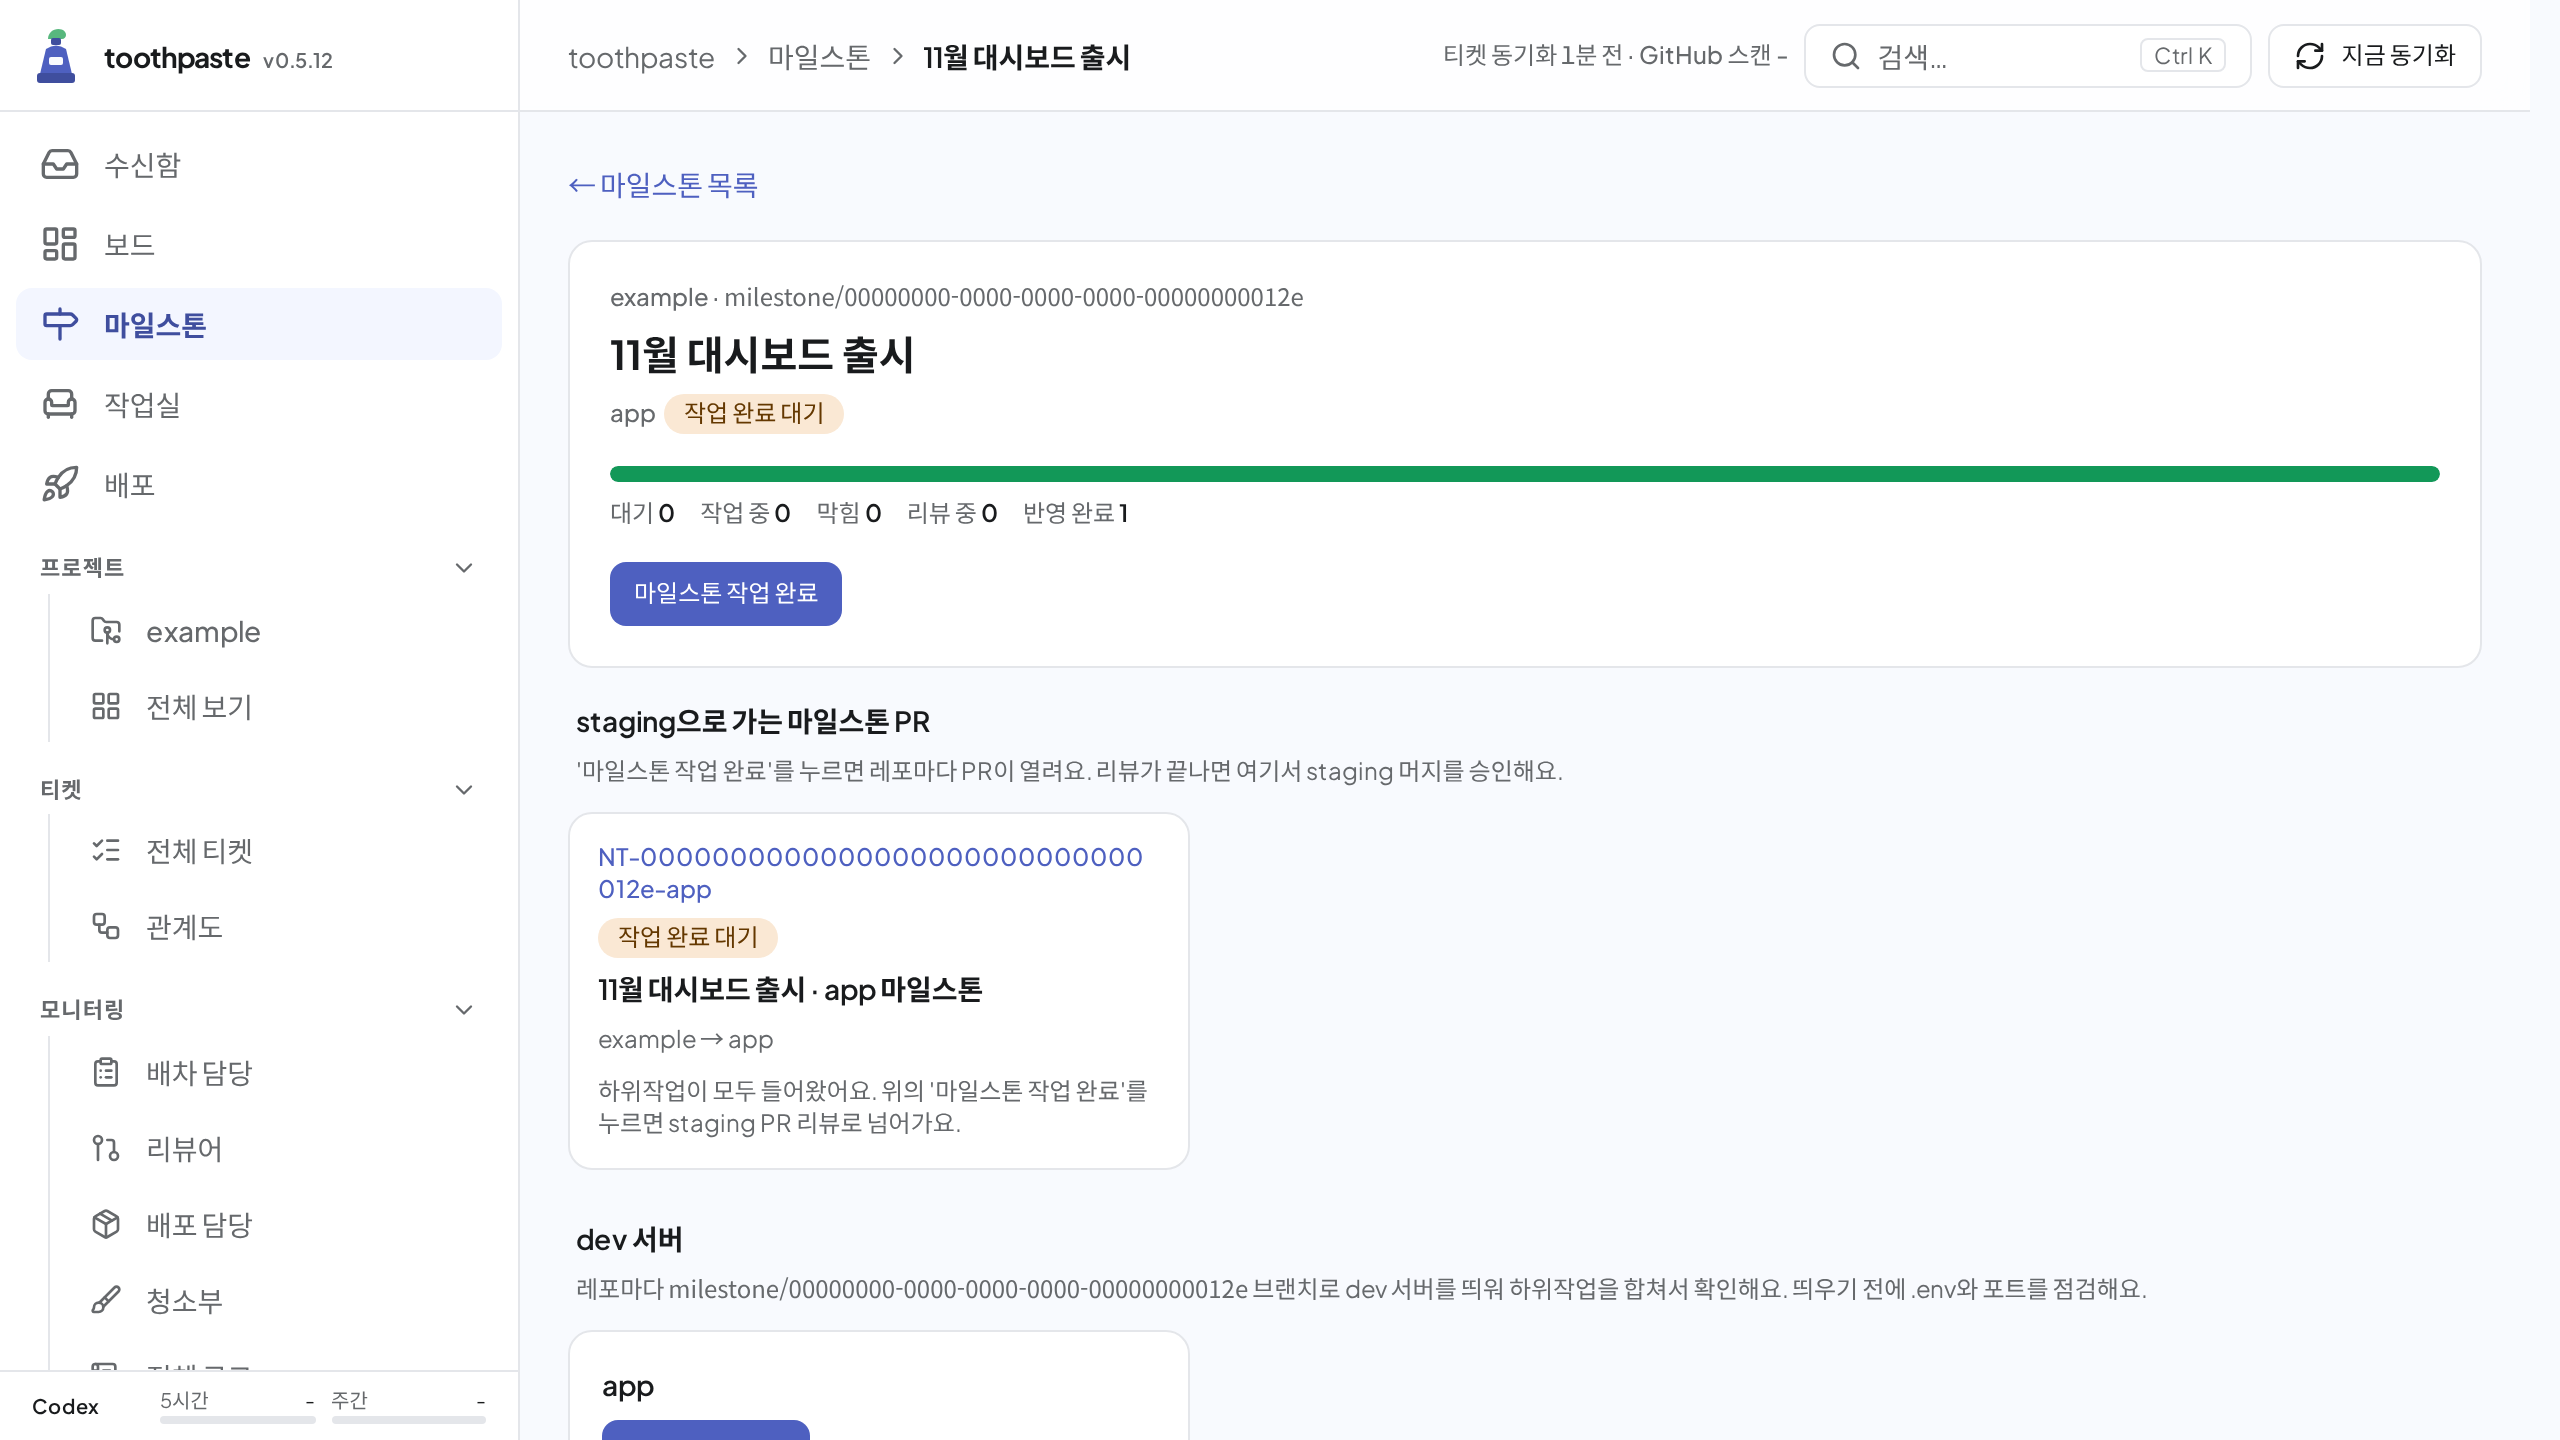 toothpaste v0.5.12
수신함
보드
마일스톤
작업실
배포
프로젝트
example
전체 보기
티켓
전체 티켓
관계도
모니터링
배차 담당
리뷰어
배포 담당
청소부
Codex
5시간 -
주간 -
toothpaste > 마일스톤 > 11월 대시보드 출시
티켓 동기화 1분 전 · GitHub 스캔 -
검색...
Ctrl K
지금 동기화
← 마일스톤 목록
example · milestone/00000000-0000-0000-0000-00000000012e
11월 대시보드 출시
app 작업 완료 대기
대기 0 작업 중 0 막힘 0 리뷰 중 0 반영 완료 1
마일스톤 작업 완료
staging으로 가는 마일스톤 PR
'마일스톤 작업 완료'를 누르면 레포마다 PR이 열려요. 리뷰가 끝나면 여기서 staging 머지를 승인해요.
NT-0000000000000000000000000000
012e-app
작업 완료 대기
11월 대시보드 출시 · app 마일스톤
example → app
하위작업이 모두 들어왔어요. 위의 '마일스톤 작업 완료'를
누르면 staging PR 리뷰로 넘어가요.
dev 서버
레포마다 milestone/00000000-0000-0000-0000-00000000012e 브랜치로 dev 서버를 띄워 하위작업을 합쳐서 확인해요. 띄우기 전에 .env와 포트를 점검해요.
app